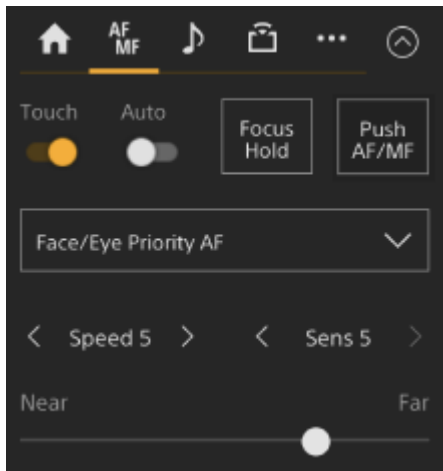 AF
MF
Touch
Auto
Focus
Hold
Push
AF/MF
Face/Eye Priority AF
Speed 5
Sens 5
Near
Far